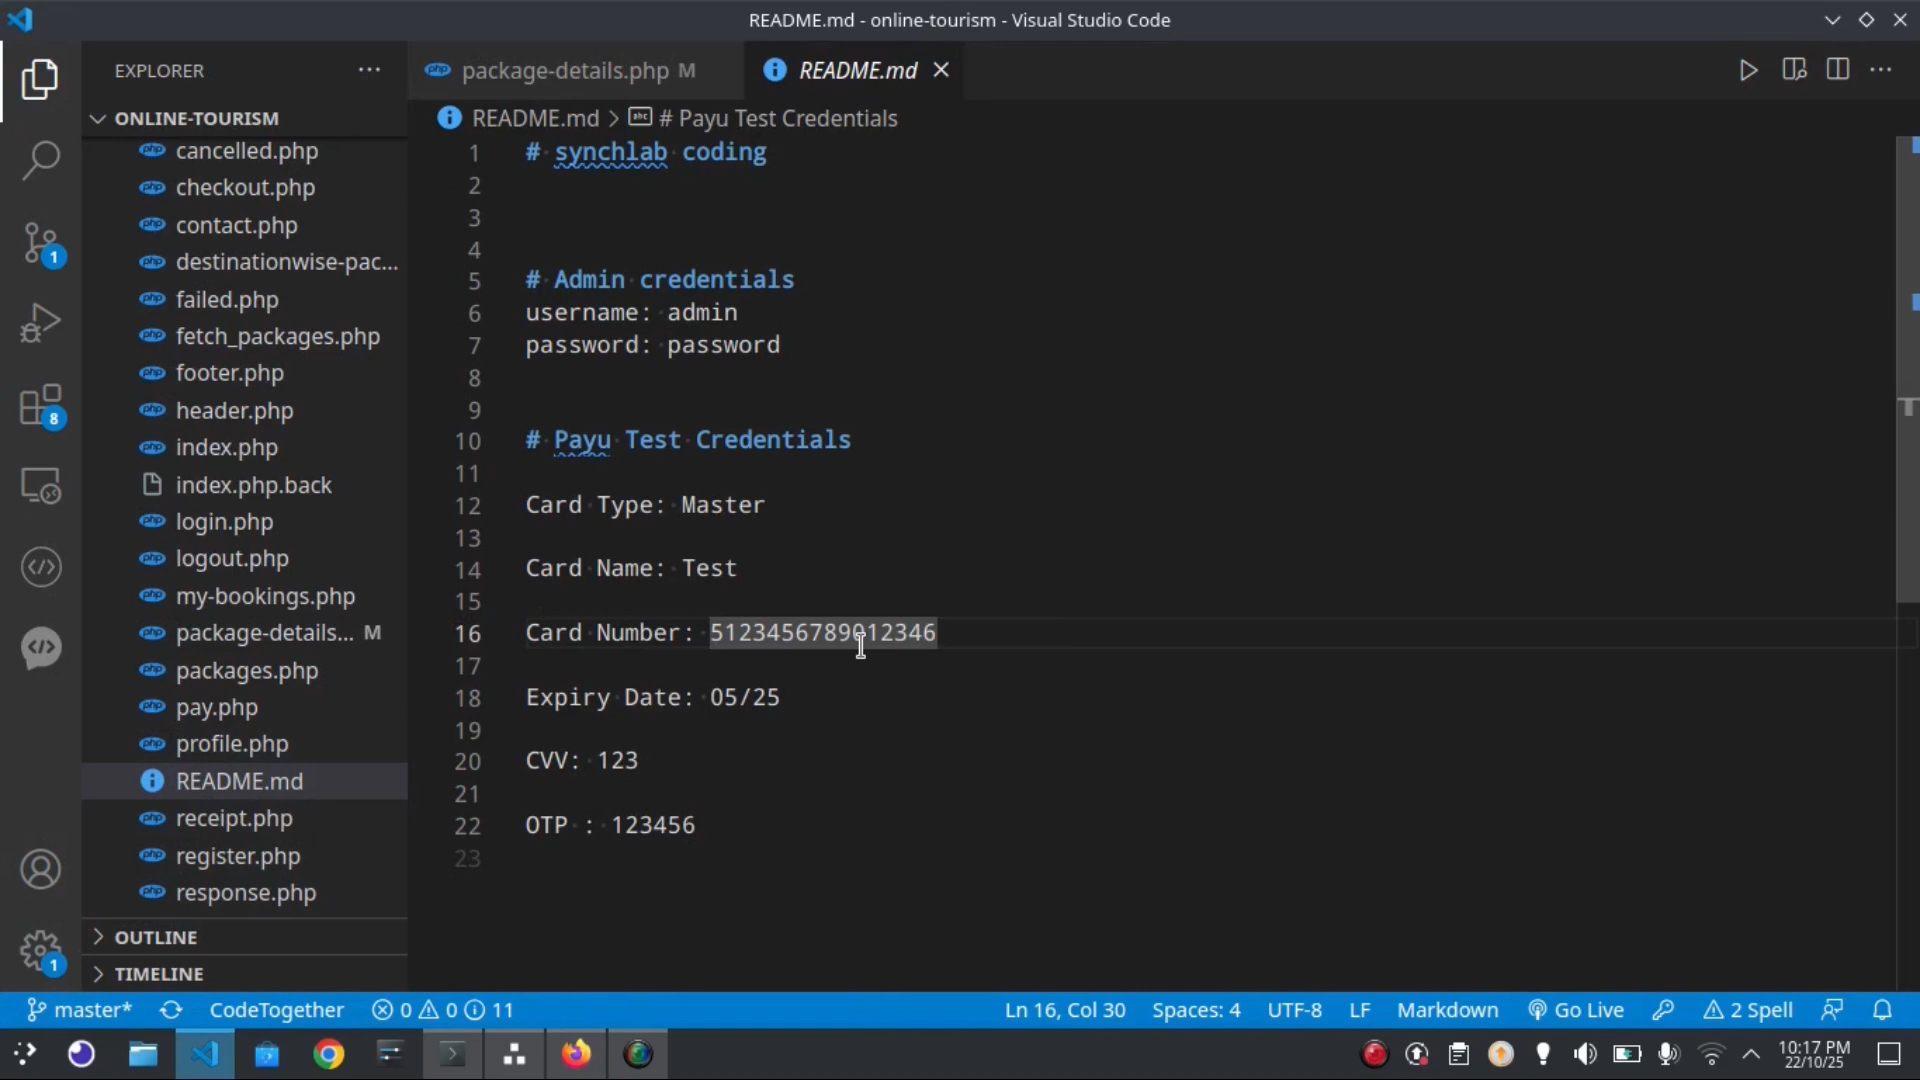 README.md - online-tourism - Visual Studio Code
EXPLORER
package-details.php M
README.md
ONLINE-TOURISM
README.md > # Payu Test Credentials
cancelled.php
checkout.php
contact.php
destinationwise-pac...
failed.php
fetch_packages.php
footer.php
header.php
index.php
index.php.back
login.php
logout.php
my-bookings.php
package-details... M
packages.php
pay.php
profile.php
README.md
receipt.php
register.php
response.php
OUTLINE
TIMELINE
1
8
1
1 # synchlab coding
2
3
4
5 # Admin credentials
6 username: admin
7 password: password
8
9
10 # Payu Test Credentials
11
12 Card Type: Master
13
14 Card Name: Test
15
16 Card Number: 5123456789012346
17
18 Expiry Date: 05/25
19
20 CVV: 123
21
22 OTP : 123456
23
master* CodeTogether 0 0 11 Ln 16, Col 30 Spaces: 4 UTF-8 LF Markdown Go Live 2 Spell
10:17 PM
22/10/25